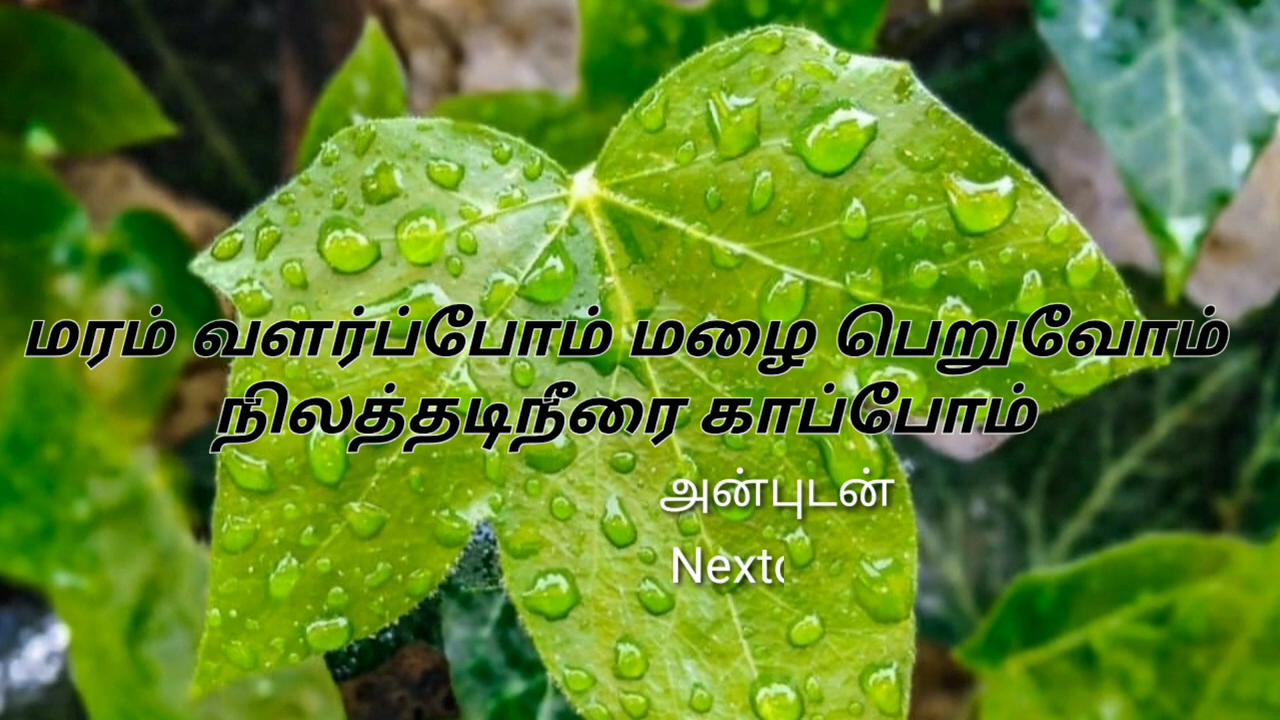 மரம் வளர்ப்போம் மழை பெறுவோம்
நிலத்தடிநீரை காப்போம்
அன்புடன்